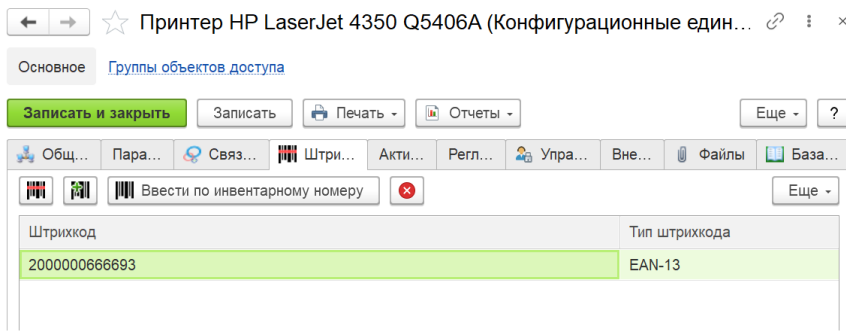 Принтер HP LaserJet 4350 Q5406A (Конфигурационные един...
Основное Группы объектов доступа
Записать и закрыть Записать Печать Отчеты Еще ?
Общ... Пара... Связ... Штри... Акти... Регл... Упра... Вне... Файлы База...
Ввести по инвентарному номеру Еще
Штрихкод Тип штрихкода
2000000666693 EAN-13